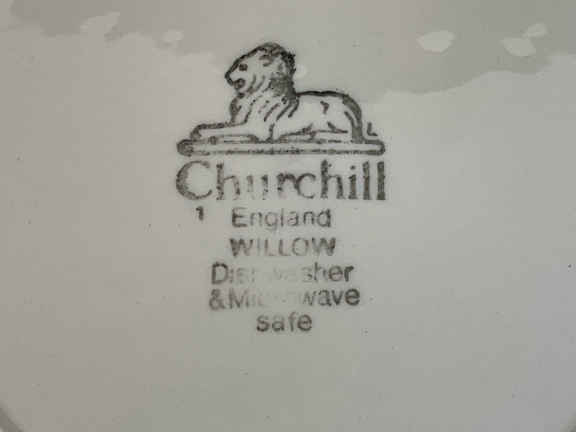 Churchill
1 England
WILLOW
Dishwasher
& Microwave
safe